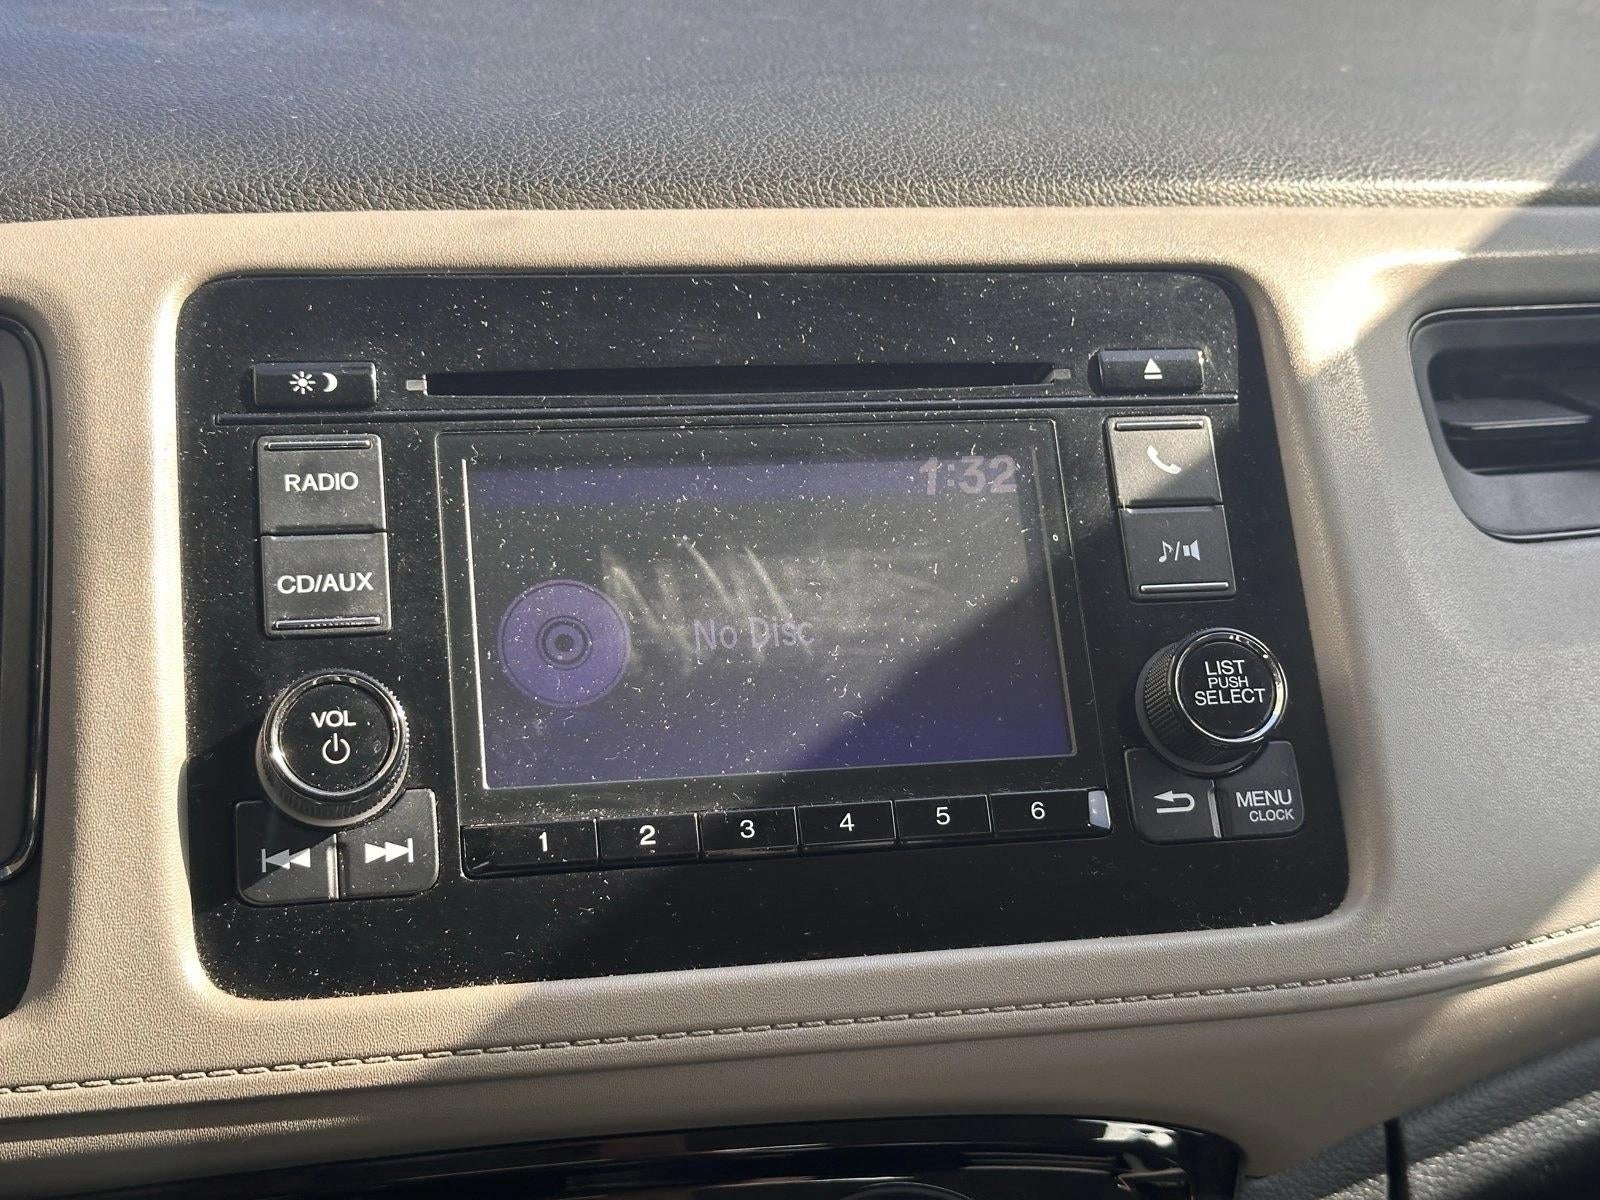 RADIO
CD/AUX
VOL
1:32
No Disc
LIST
PUSH
SELECT
1 2 3 4 5 6
MENU
CLOCK